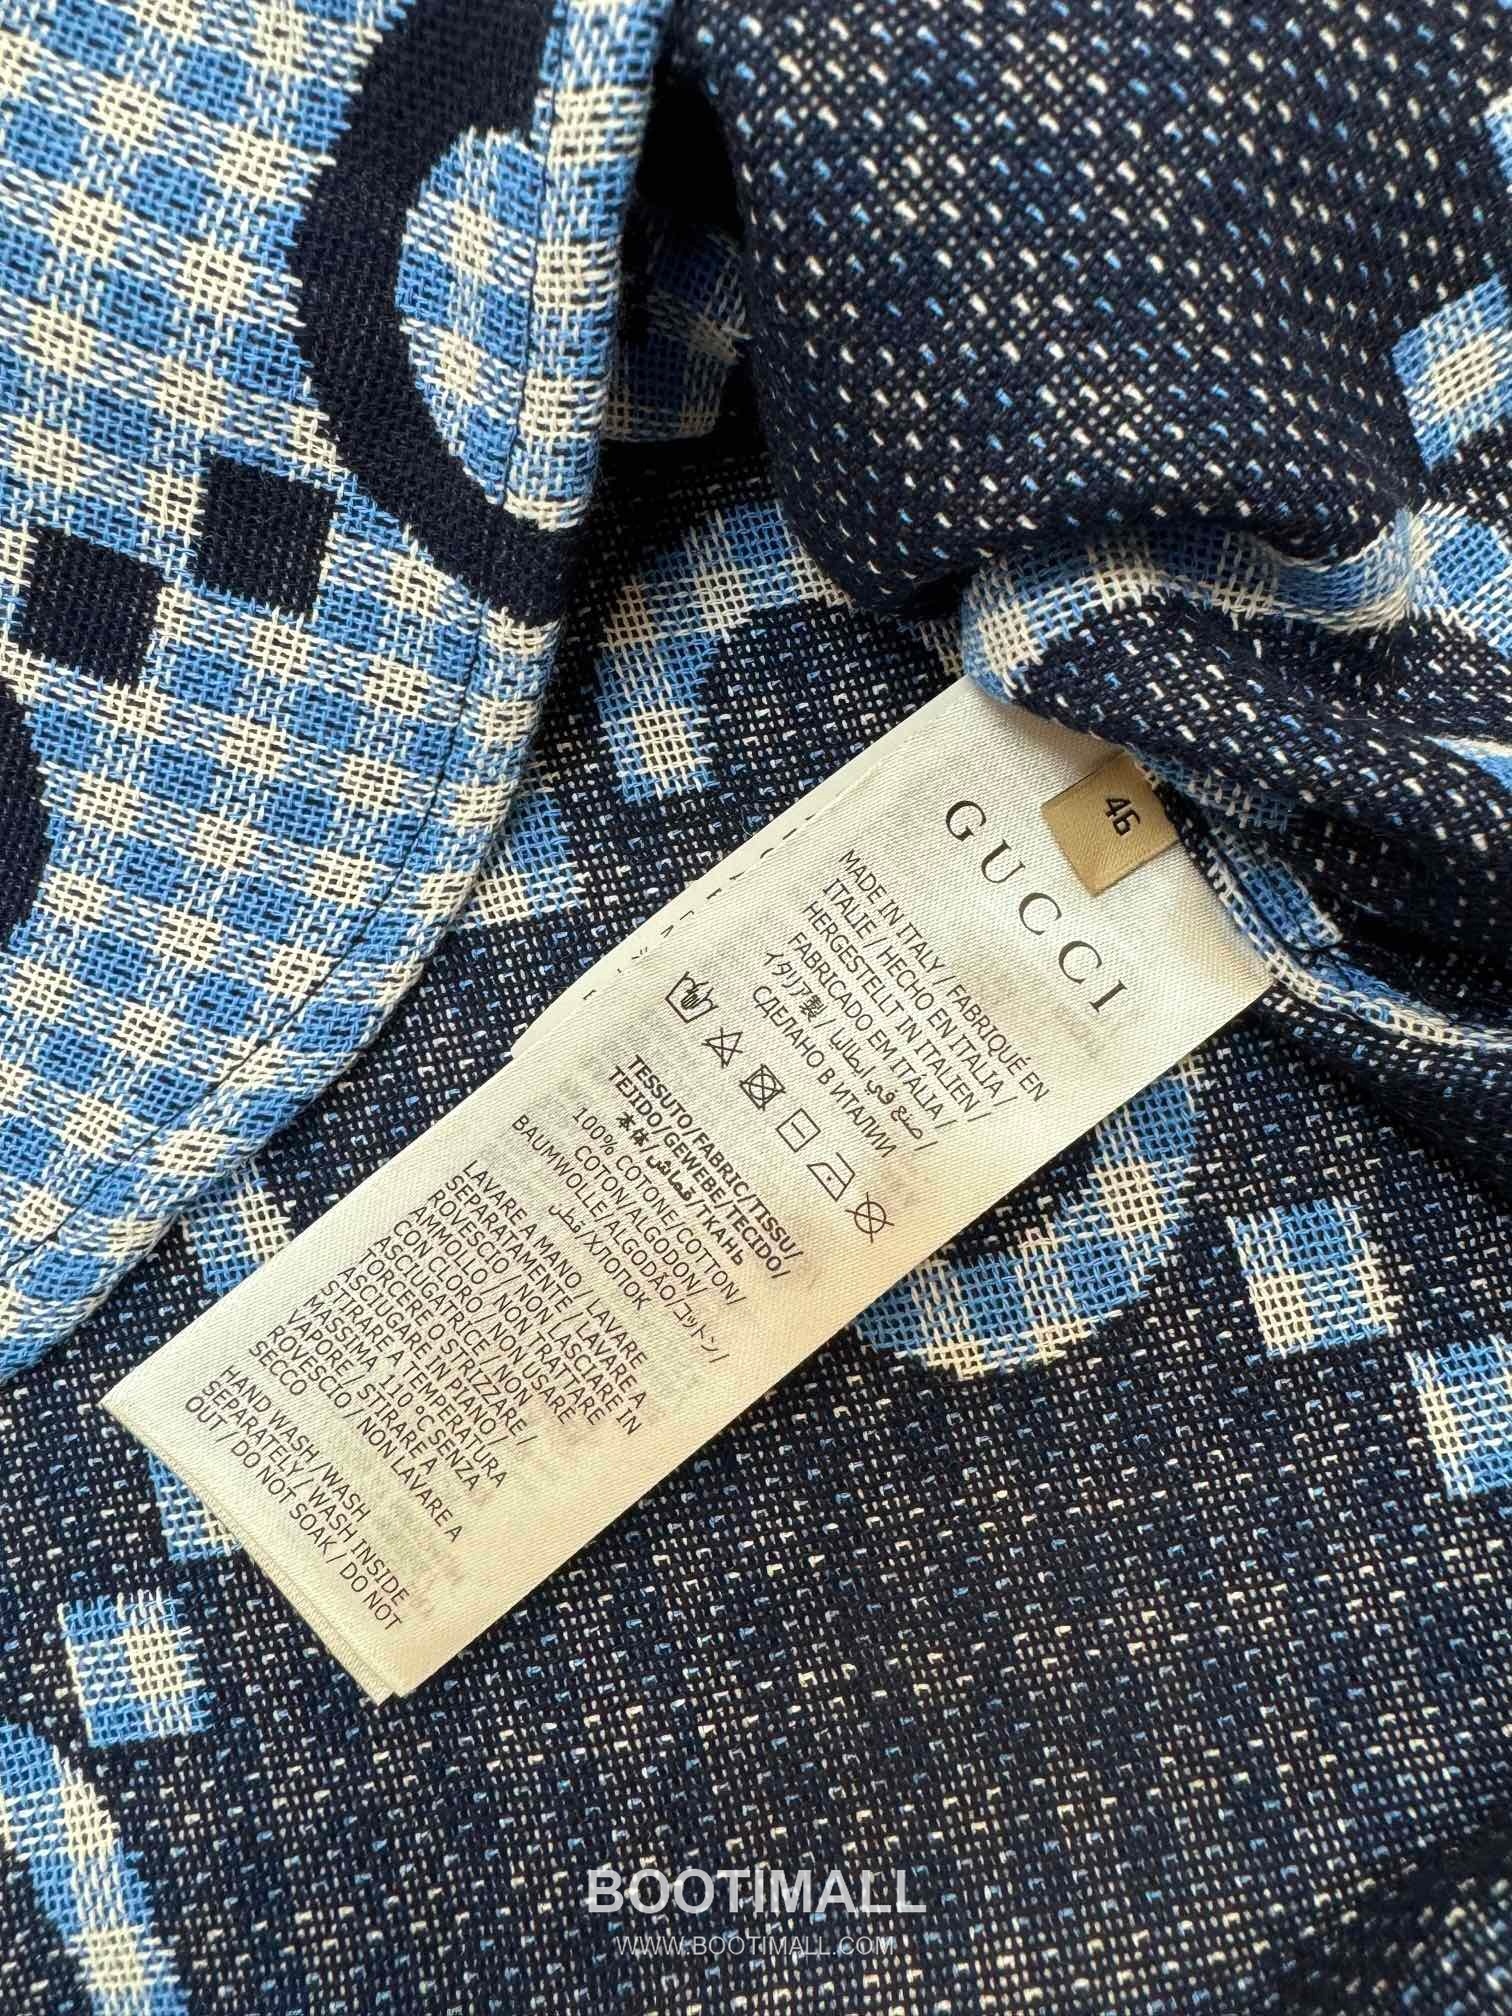 46
GUCCI
MADE IN ITALY / FABRIQUÉ EN
ITALIE / HECHO EN ITALIA /
HERGESTELLT IN ITALIEN /
FABRICADO EM ITALIA /
イタリア製 / صنع في ايطاليا /
СДЕЛАНО В ИТАЛИИ
TESSUTO/FABRIC/TISSU/
TEJIDO/GEWEBE/TECIDO/
本体/قماش/ТКАНЬ
100% COTONE/COTTON/
COTON/ALGODON/
BAUMWOLLE/ALGODÃO/コットン/
قطن/ХЛОПОК
LAVARE A MANO / LAVARE
SEPARATAMENTE / LAVARE A
ROVESCIO / NON LASCIARE IN
AMMOLLO / NON TRATTARE
CON CLORO / NON USARE
ASCIUGATRICE / NON
TORCERE O STRIZZARE /
ASCIUGARE IN PIANO /
STIRARE A TEMPERATURA
MASSIMA 110 °C SENZA
VAPORE / STIRARE A
ROVESCIO / NON LAVARE A
SECCO
HAND WASH / WASH
SEPARATELY / WASH INSIDE
OUT / DO NOT SOAK / DO NOT
BOOTIMALL
WWW.BOOTIMALL.COM